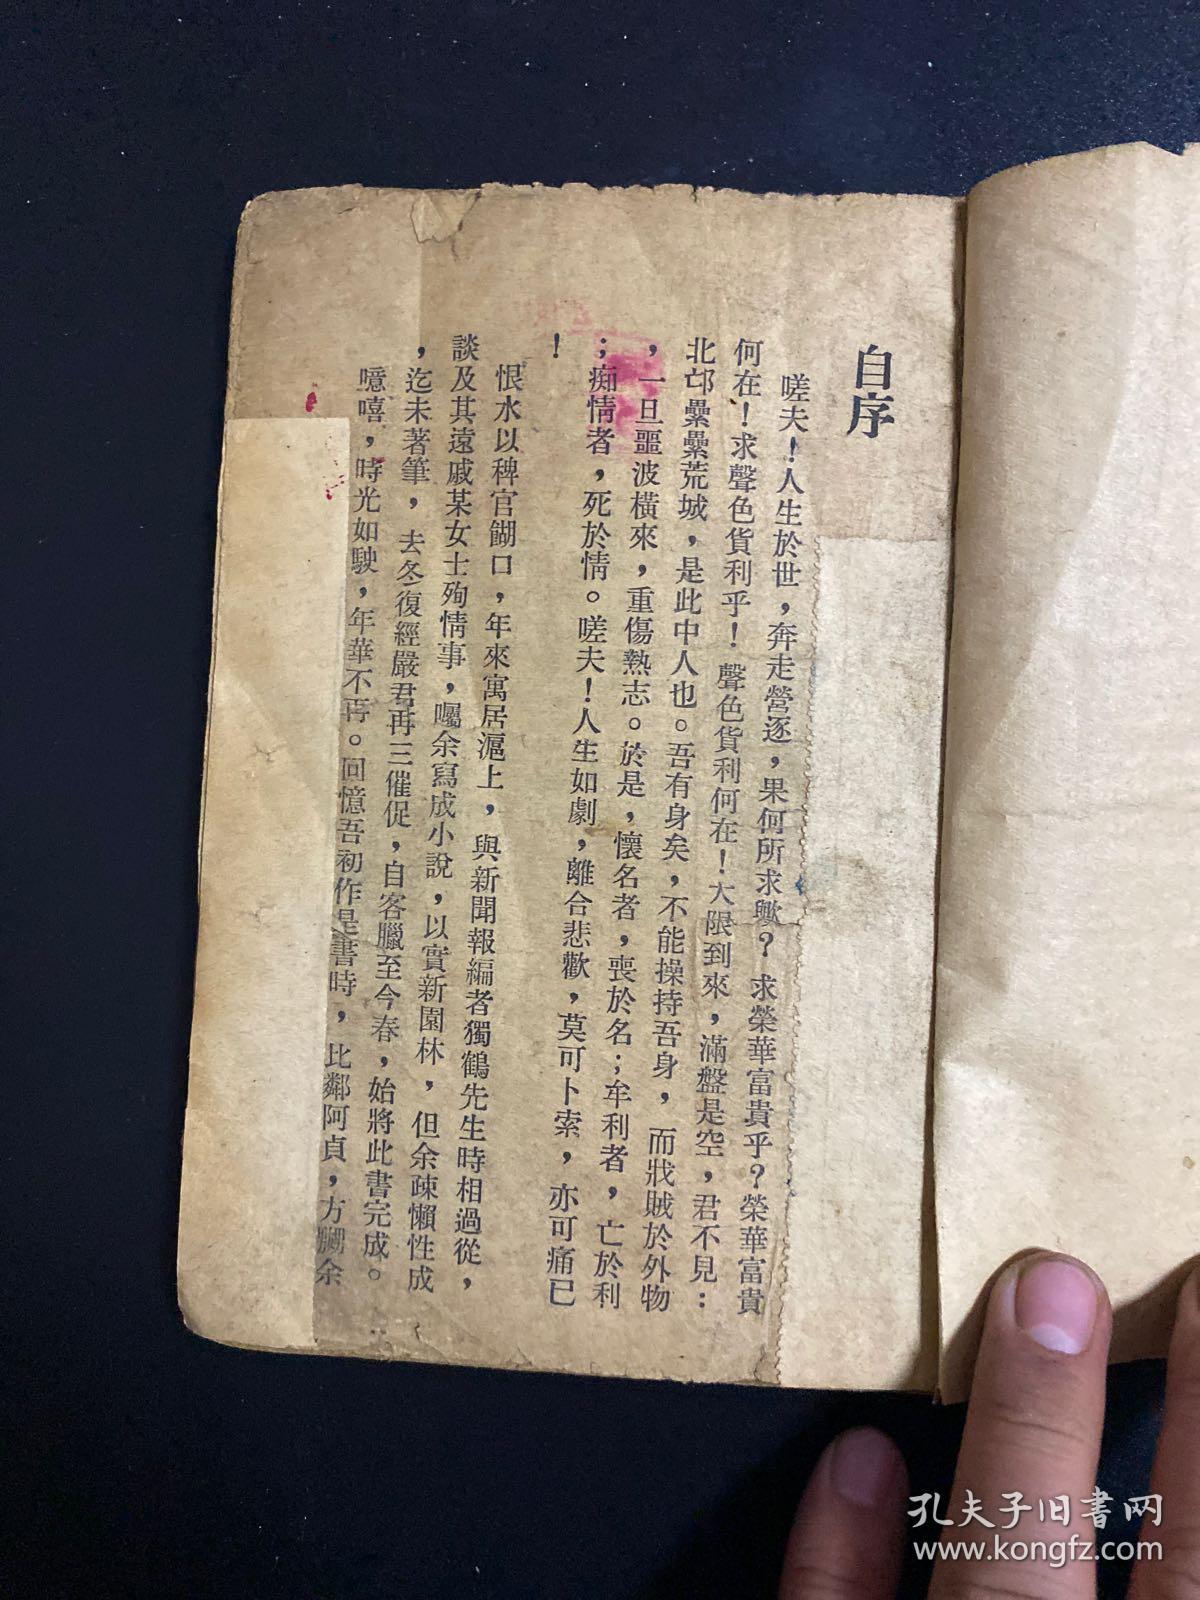 自序
嗟夫！人生於世，奔走營逐，果何所求歟？求榮華富貴乎？榮華富貴
何在！求聲色貨利乎！聲色貨利何在！大限到來，滿盤是空，君不見：
北邙纍纍荒城，是此中人也。吾有身矣，不能操持吾身，而戕賊於外物
，一旦噩波橫來，重傷熱志。於是，懷名者，喪於名；牟利者，亡於利
；痴情者，死於情。嗟夫！人生如劇，離合悲歡，莫可卜索，亦可痛已
！
恨水以稗官餬口，年來寓居滬上，與新聞報編者獨鶴先生時相過從，
談及其遠戚某女士殉情事，囑余寫成小說，以實新園林，但余疎懶性成
，迄未著筆，去冬復經嚴君再三催促，自客臘至今春，始將此書完成。
噫嘻，時光如駛，年華不再。回憶吾初作是書時，比鄰阿貞，方嬲余
孔夫子旧书网
www.kongfz.com